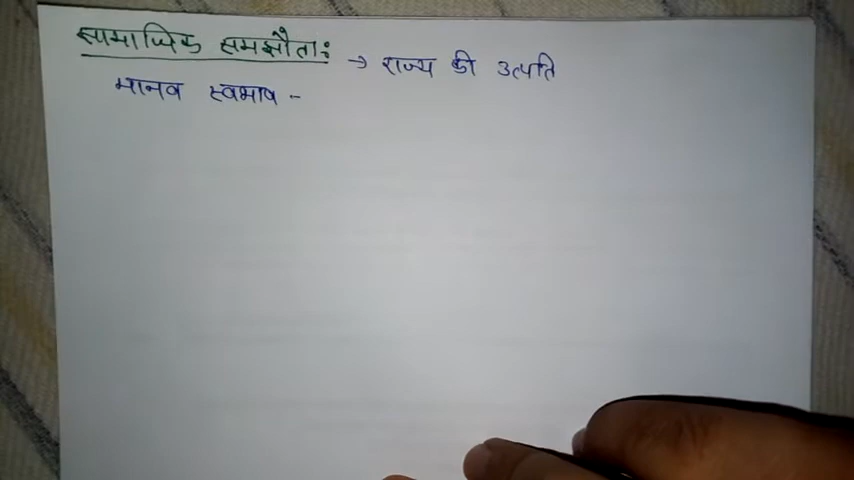 सामाजिक समझौता : → राज्य की उत्पति
मानव स्वभाव -